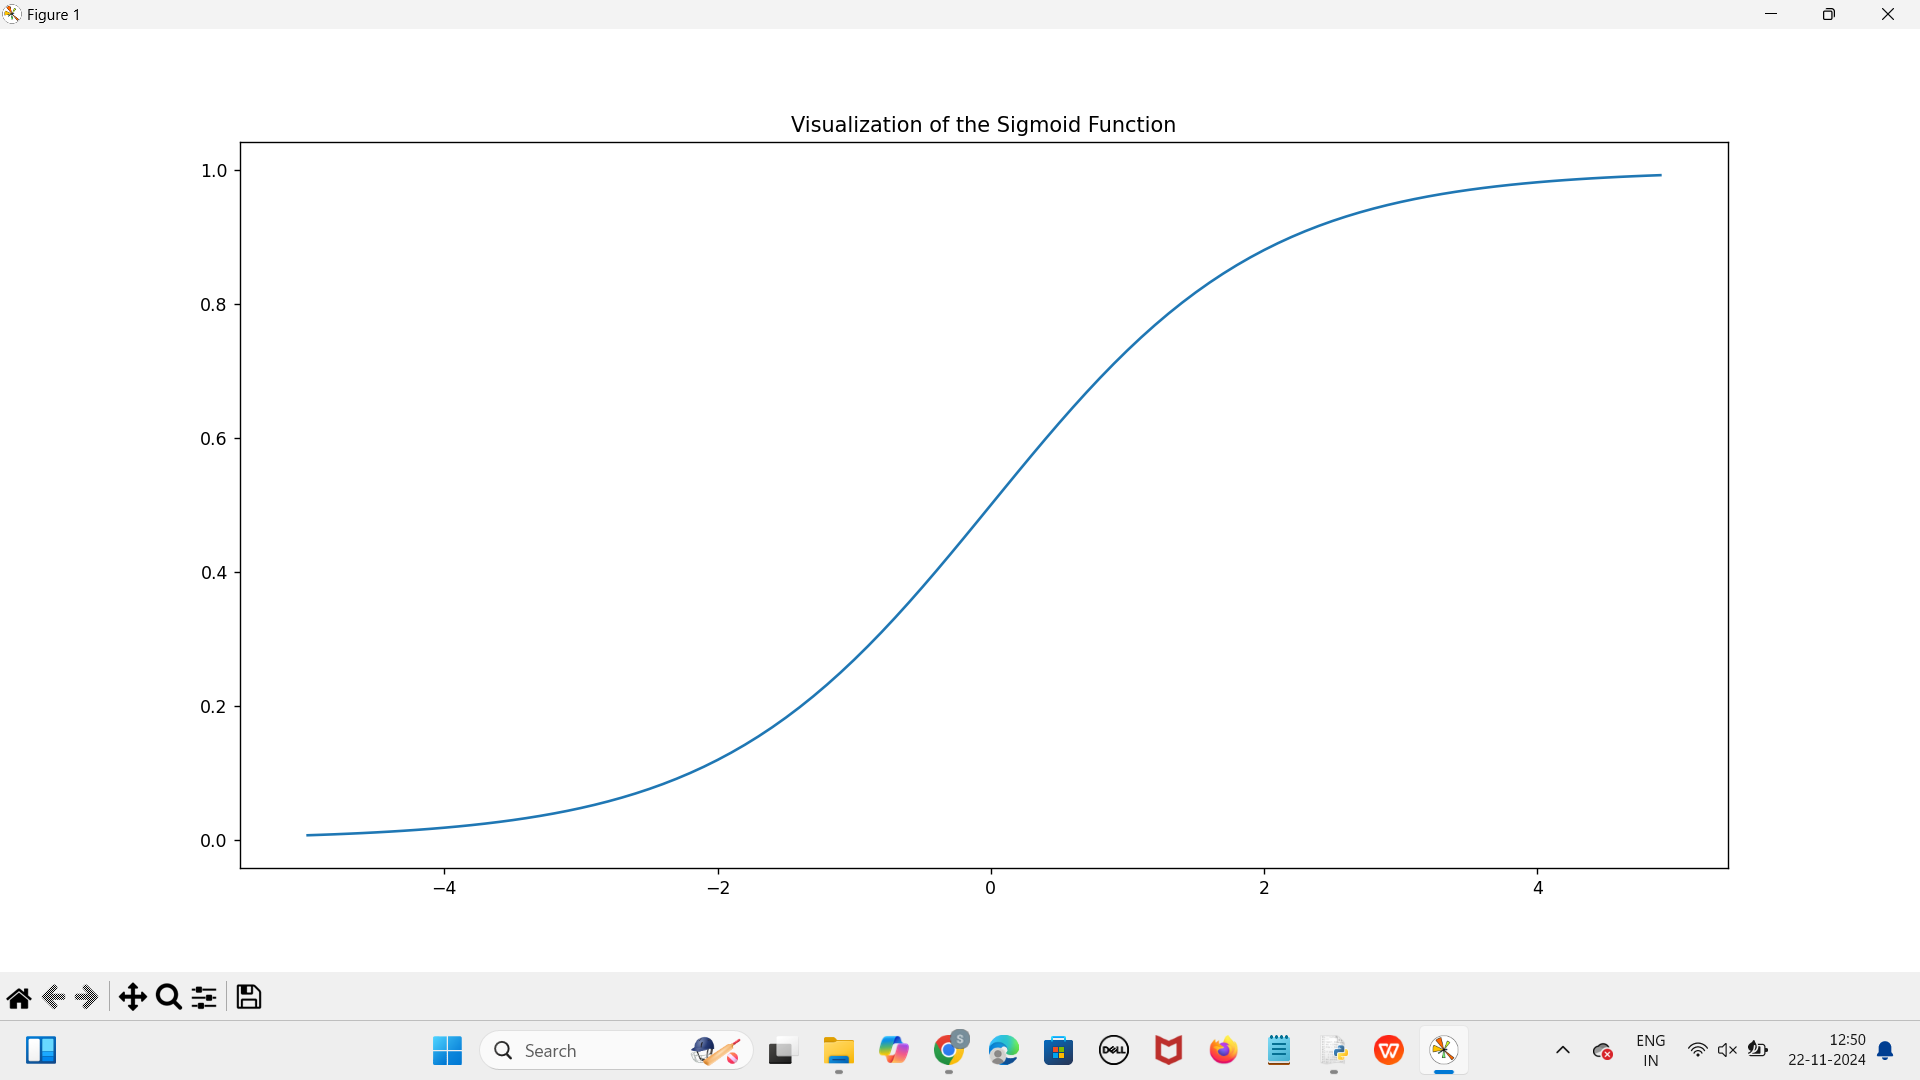 Figure 1
Visualization of the Sigmoid Function
1.0
0.8
0.6
0.4
0.2
0.0
−4
−2
0
2
4
Search
S
DELL
W
ENG
IN
12:50
22-11-2024